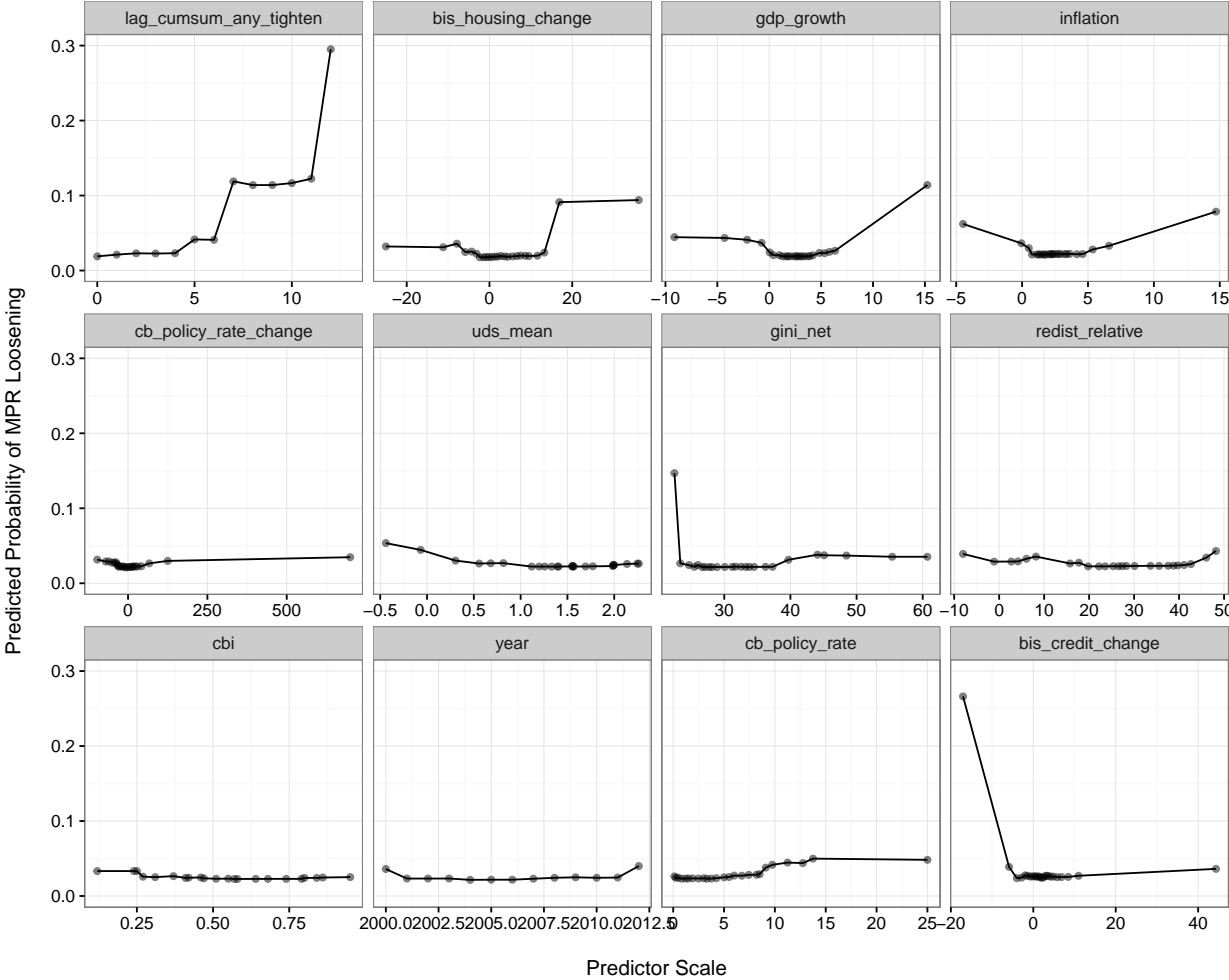 lag_cumsum_any_tighten bis_housing_change gdp_growth inflation
0.3
0.2
0.1
0.0
0 5 10 −20 0 20 −10 −5 0 5 10 15 −5 0 5 10 15
cb_policy_rate_change uds_mean gini_net redist_relative
0.3
0.2
0.1
0.0
0 250 500 −0.5 0.0 0.5 1.0 1.5 2.0 30 40 50 60 −10 0 10 20 30 40 50
cbi year cb_policy_rate bis_credit_change
0.3
0.2
0.1
0.0
0.25 0.50 0.75 2000.0 2002.5 2005.0 2007.5 2010.0 2012.5 0 5 10 15 20 25 −20 0 20 40
Predicted Probability of MPR Loosening
Predictor Scale